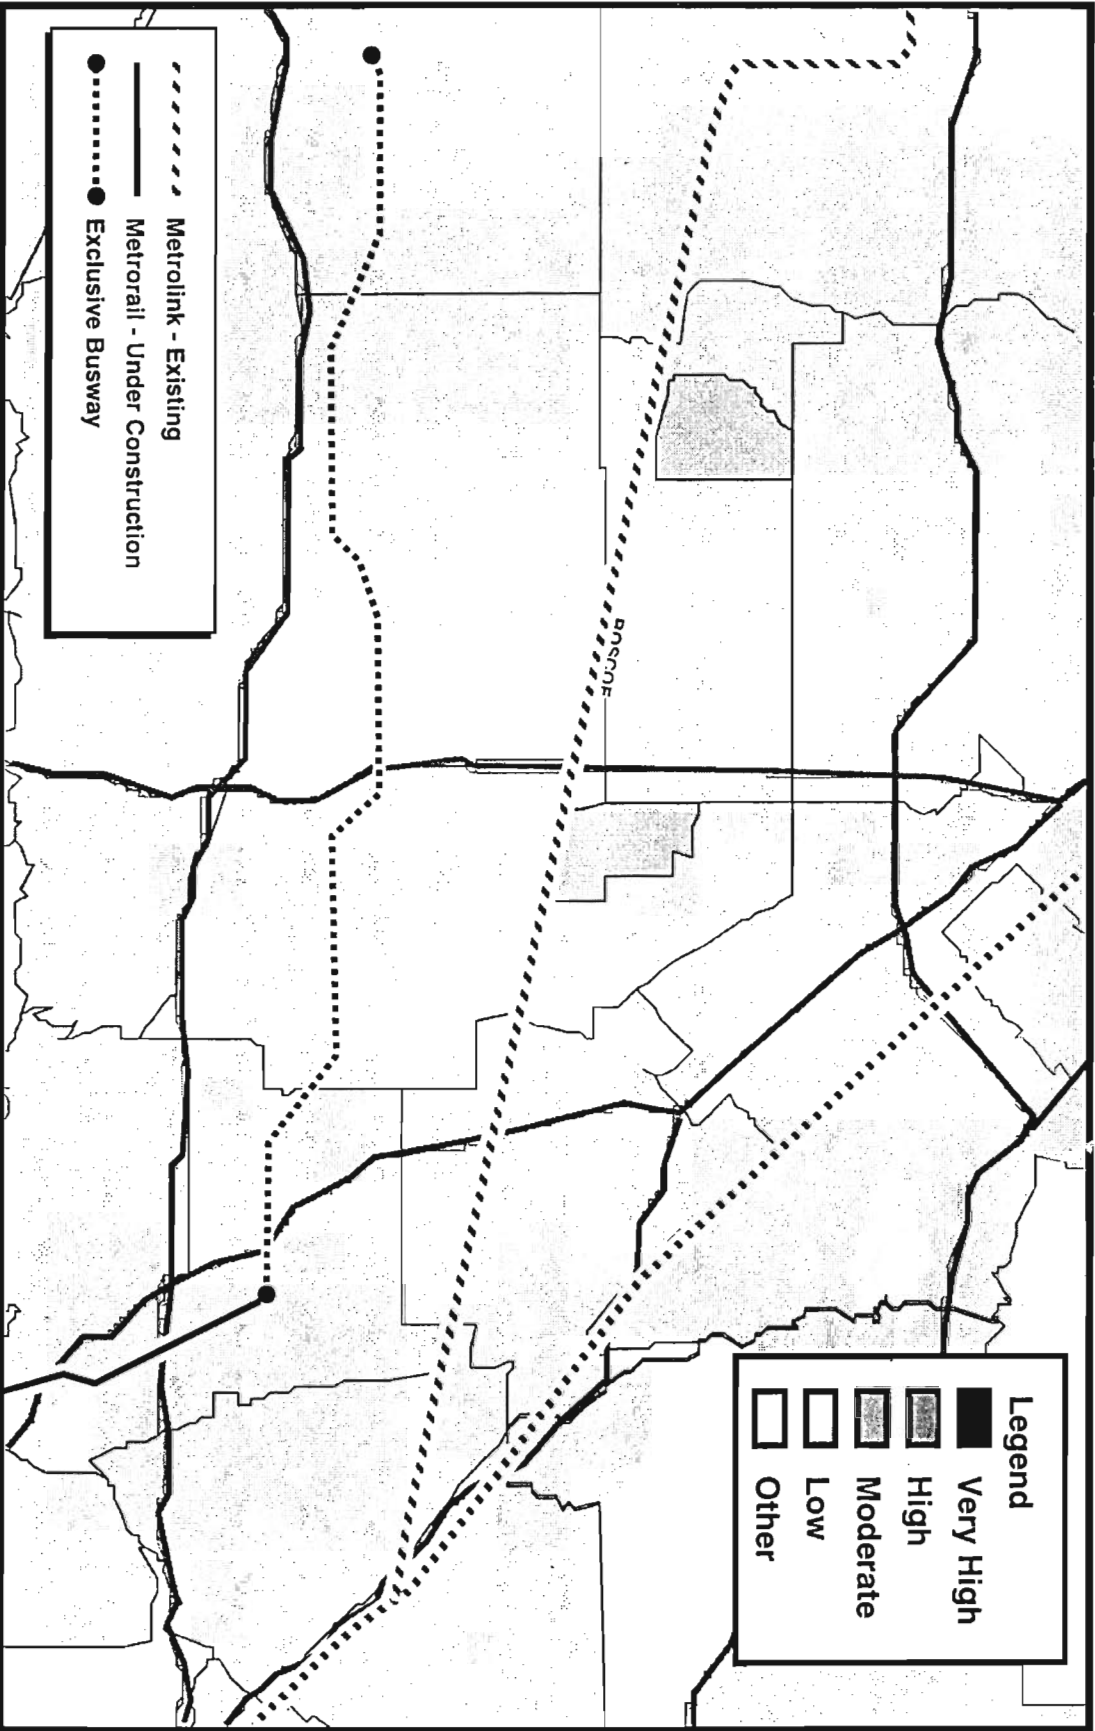 Legend
Very High
High
Moderate
Low
Other
Metrolink - Existing
Metrorail - Under Construction
Exclusive Busway